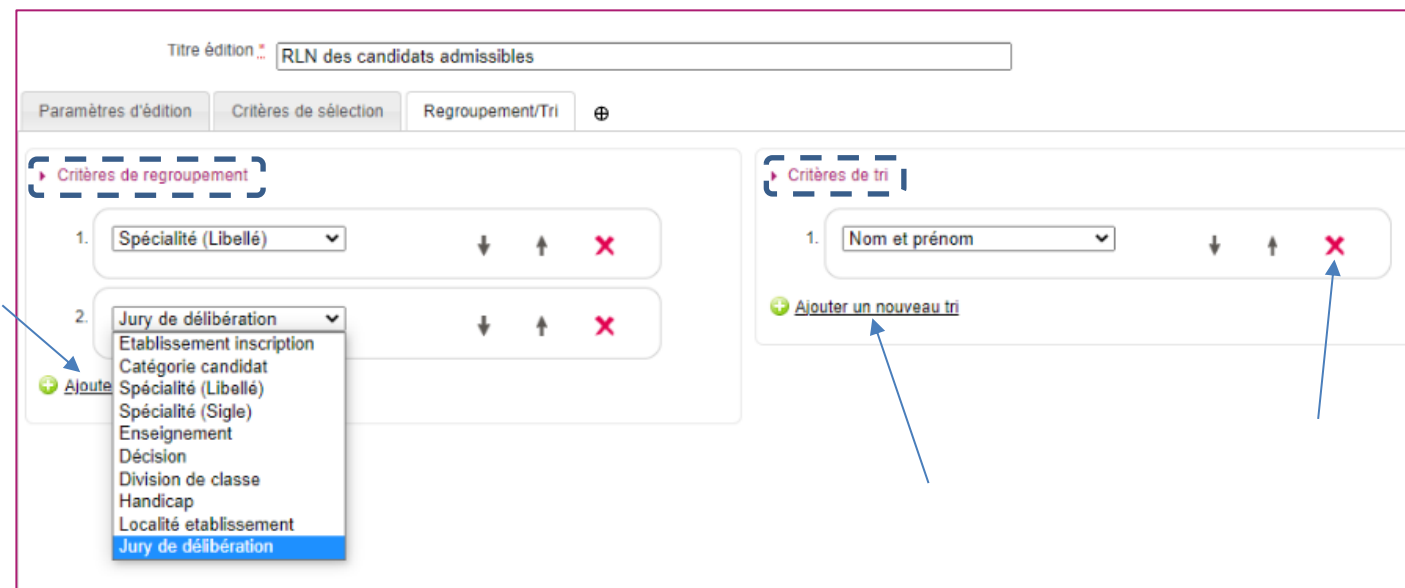 Titre édition * RLN des candidats admissibles
Paramètres d'édition Critères de sélection Regroupement/Tri
Critères de regroupement
1. Spécialité (Libellé)
2. Jury de délibération
Etablissement inscription
Catégorie candidat
Spécialité (Libellé)
Spécialité (Sigle)
Enseignement
Décision
Division de classe
Handicap
Localité etablissement
Jury de délibération
Ajoute
Critères de tri
1. Nom et prénom
Ajouter un nouveau tri